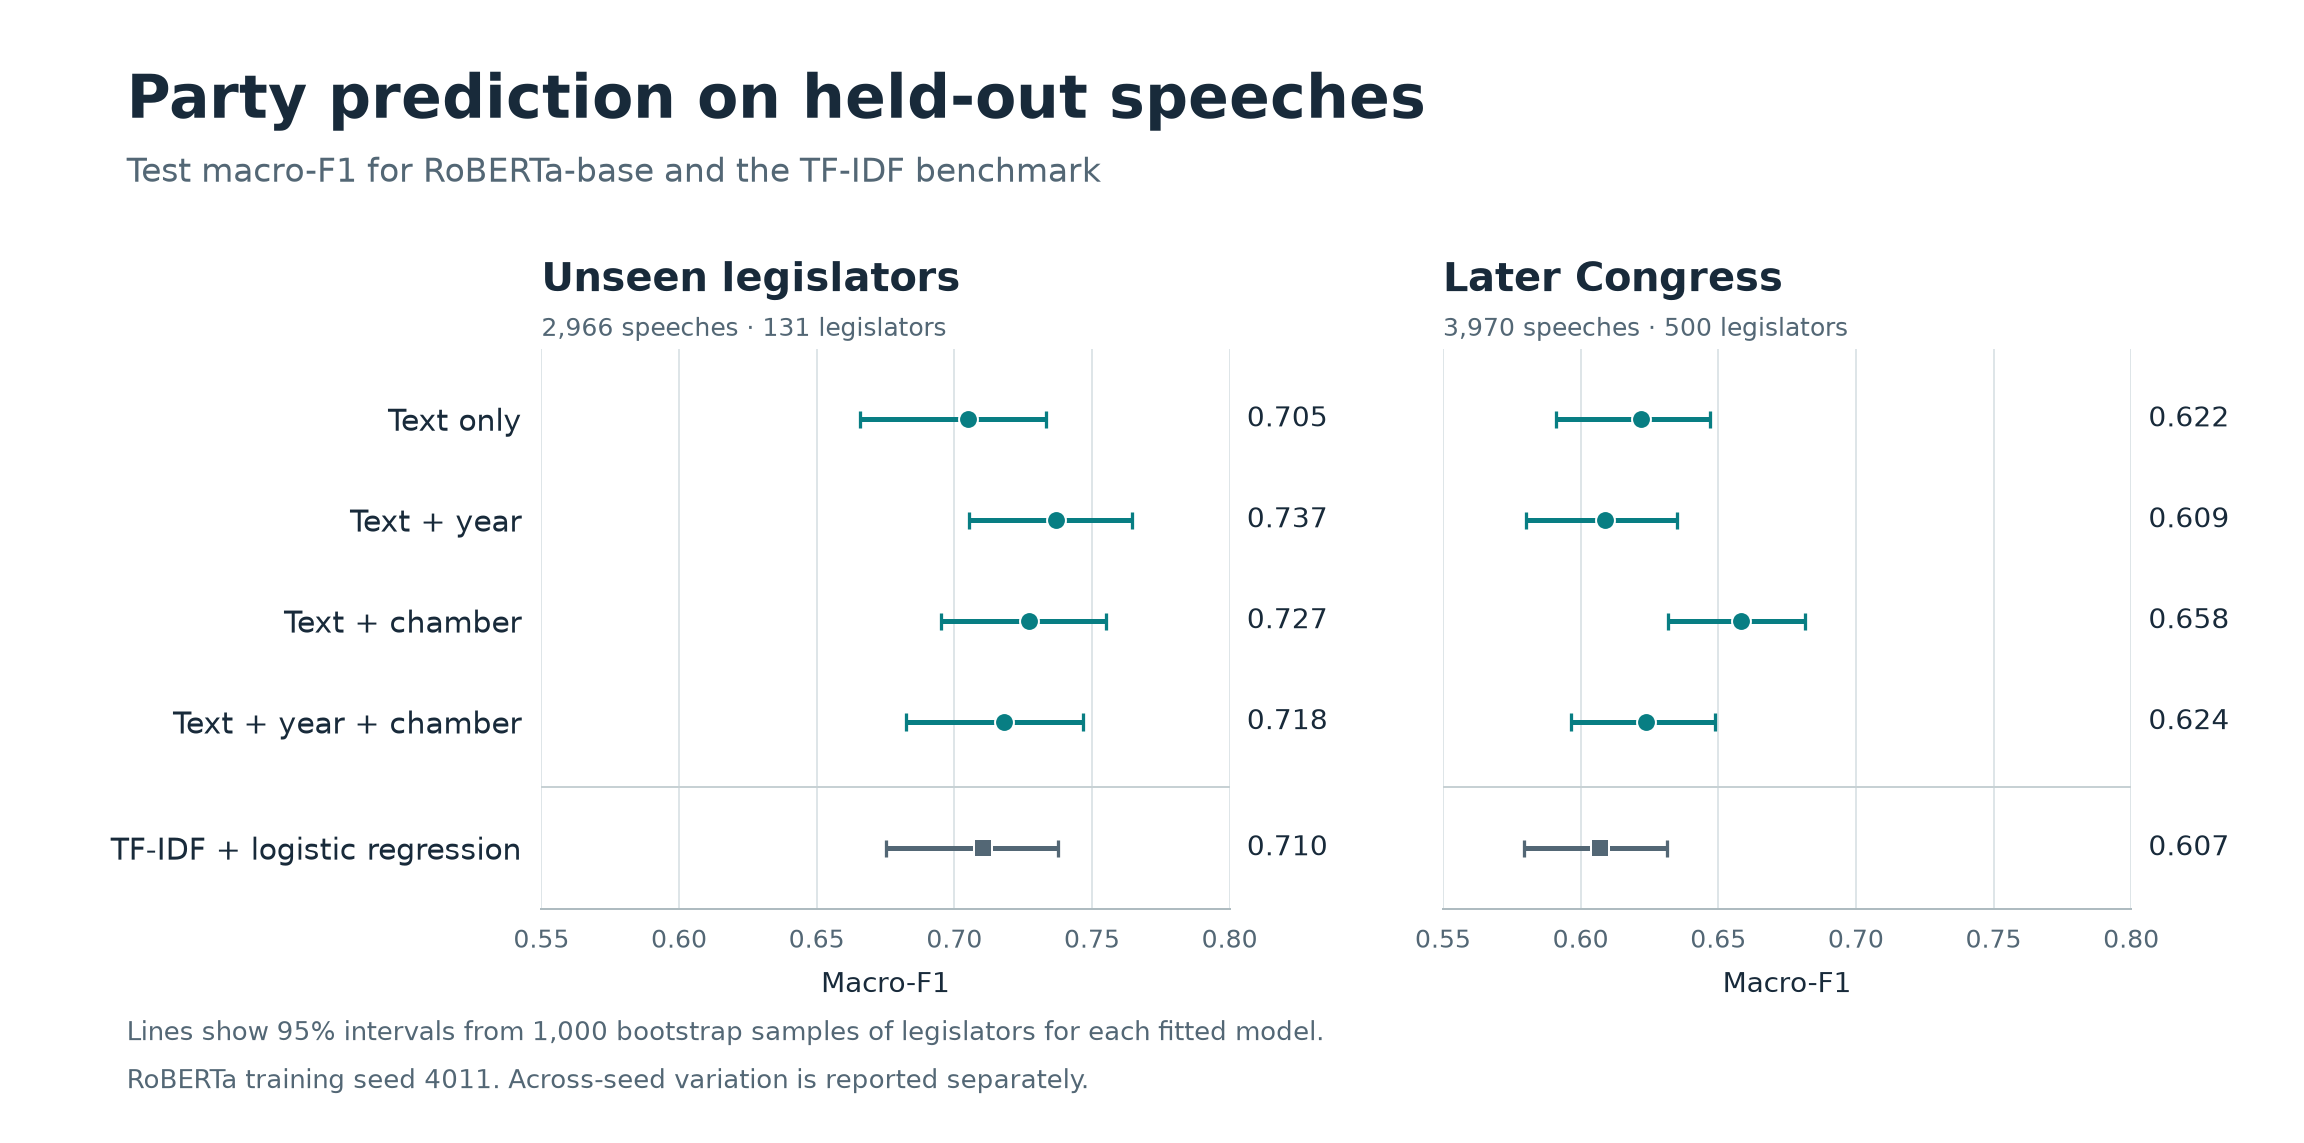 Party prediction on held-out speeches
Test macro-F1 for RoBERTa-base and the TF-IDF benchmark
Unseen legislators
2,966 speeches · 131 legislators
Later Congress
3,970 speeches · 500 legislators
Text only
0.705
0.622
Text + year
0.737
0.609
Text + chamber
0.727
0.658
Text + year + chamber
0.718
0.624
TF-IDF + logistic regression
0.710
0.607
0.55 0.60 0.65 0.70 0.75 0.80
0.55 0.60 0.65 0.70 0.75 0.80
Macro-F1
Macro-F1
Lines show 95% intervals from 1,000 bootstrap samples of legislators for each fitted model.
RoBERTa training seed 4011. Across-seed variation is reported separately.